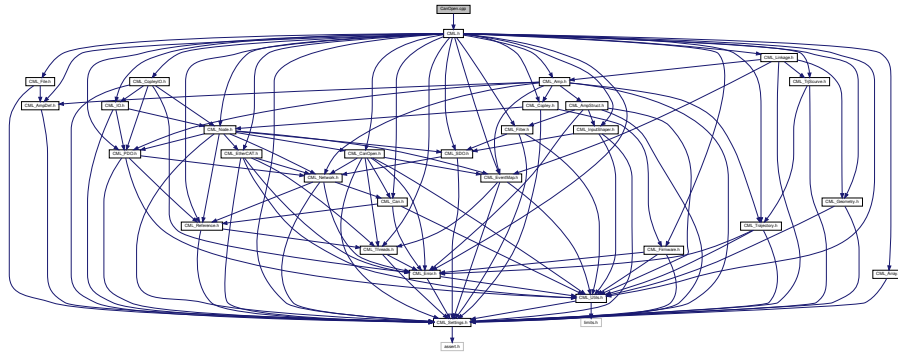 CanOpen.cpp
CML.h
CML_Linkage.h
CML_File.h
CML_CopleyIO.h
CML_Amp.h
CML_TrjScurve.h
CML_AmpDef.h
CML_IO.h
CML_Copley.h
CML_AmpStruct.h
CML_Node.h
CML_Filter.h
CML_InputShaper.h
CML_PDO.h
CML_EtherCAT.h
CML_CanOpen.h
CML_SDO.h
CML_Network.h
CML_EventMap.h
CML_Can.h
CML_Geometry.h
CML_Reference.h
CML_Trajectory.h
CML_Threads.h
CML_Firmware.h
CML_Error.h
CML_Array.h
CML_Utils.h
CML_Settings.h
limits.h
assert.h